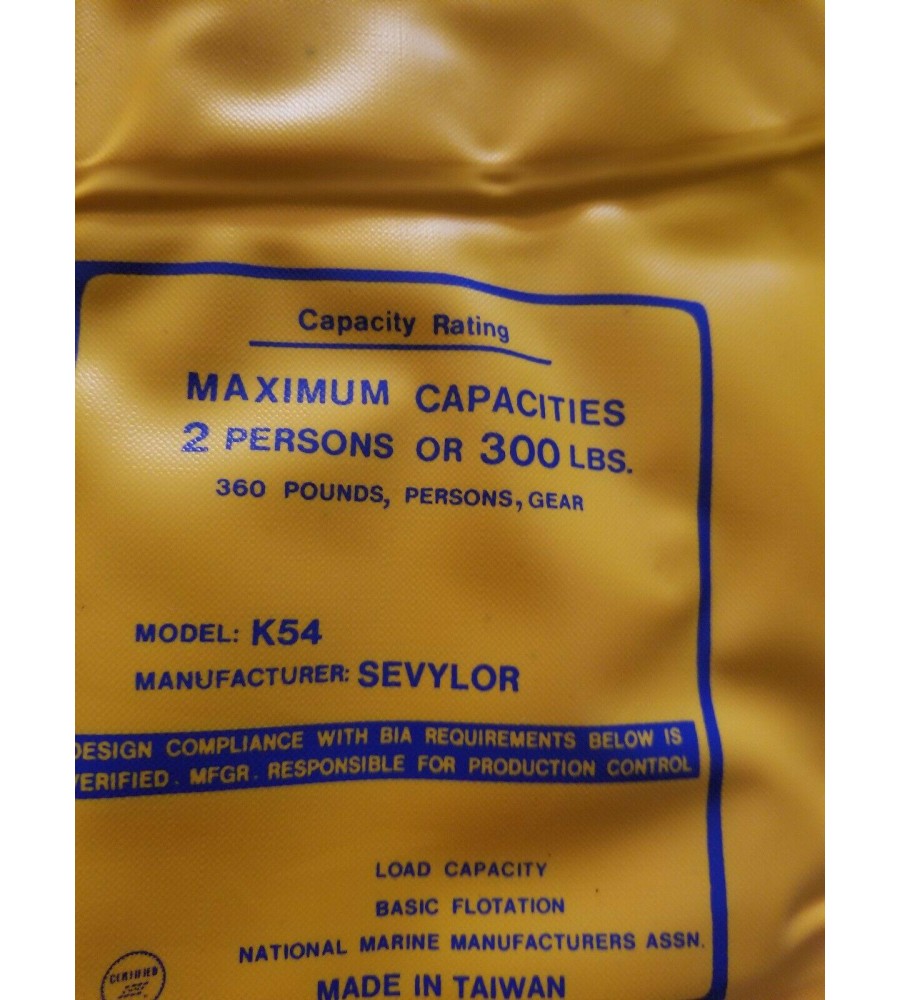 Capacity Rating
MAXIMUM CAPACITIES
2 PERSONS OR 300 LBS.
360 POUNDS, PERSONS, GEAR
MODEL: K54
MANUFACTURER: SEVYLOR
DESIGN COMPLIANCE WITH BIA REQUIREMENTS BELOW IS
VERIFIED. MFGR. RESPONSIBLE FOR PRODUCTION CONTROL
LOAD CAPACITY
BASIC FLOTATION
NATIONAL MARINE MANUFACTURERS ASSN.
CERTIFIED
MADE IN TAIWAN